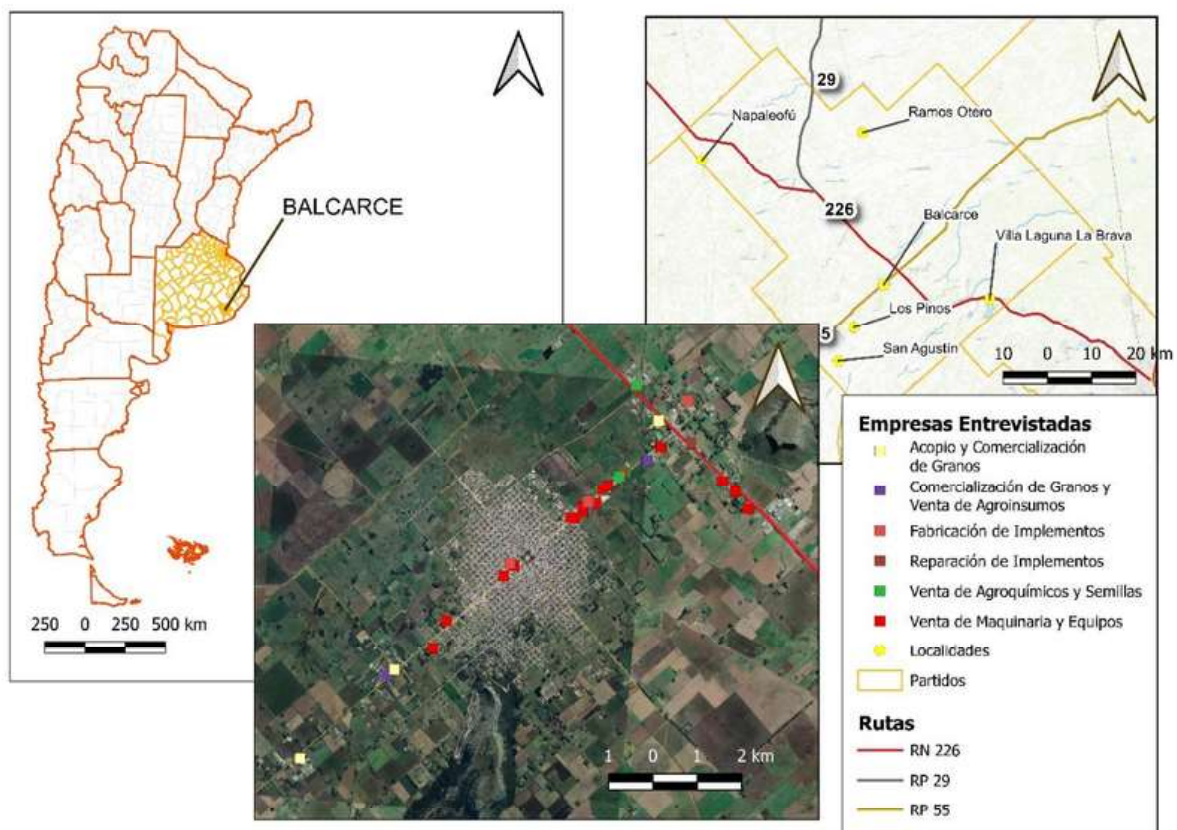 BALCARCE
250 0 250 500 km
29
Napaleofú
Ramos Otero
226
Balcarce
Villa Laguna La Brava
Los Pinos
5
San Agustín
10 0 10 20 km
1 0 1 2 km
Empresas Entrevistadas
Acopio y Comercialización
de Granos
Comercialización de Granos y
Venta de Agroinsumos
Fabricación de Implementos
Reparación de Implementos
Venta de Agroquímicos y Semillas
Venta de Maquinaria y Equipos
Localidades
Partidos
Rutas
RN 226
RP 29
RP 55